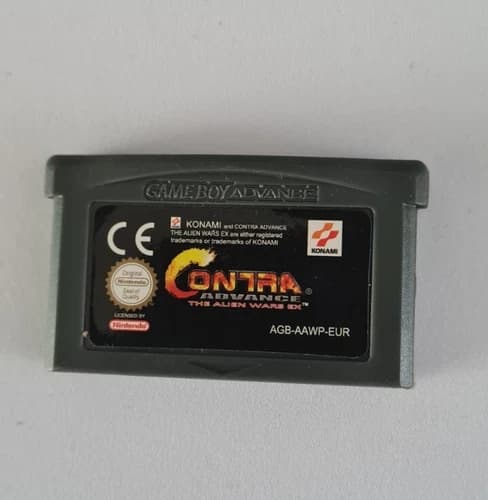 GAME BOY ADVANCE
CE
KONAMI and CONTRA ADVANCE
THE ALIEN WARS EX are either registered
trademarks or trademarks of KONAMI
KONAMI
Original
Nintendo
Seal of
Quality
LICENSED BY
Nintendo
CONTRA®
ADVANCE
THE ALIEN WARS EX™
AGB-AAWP-EUR